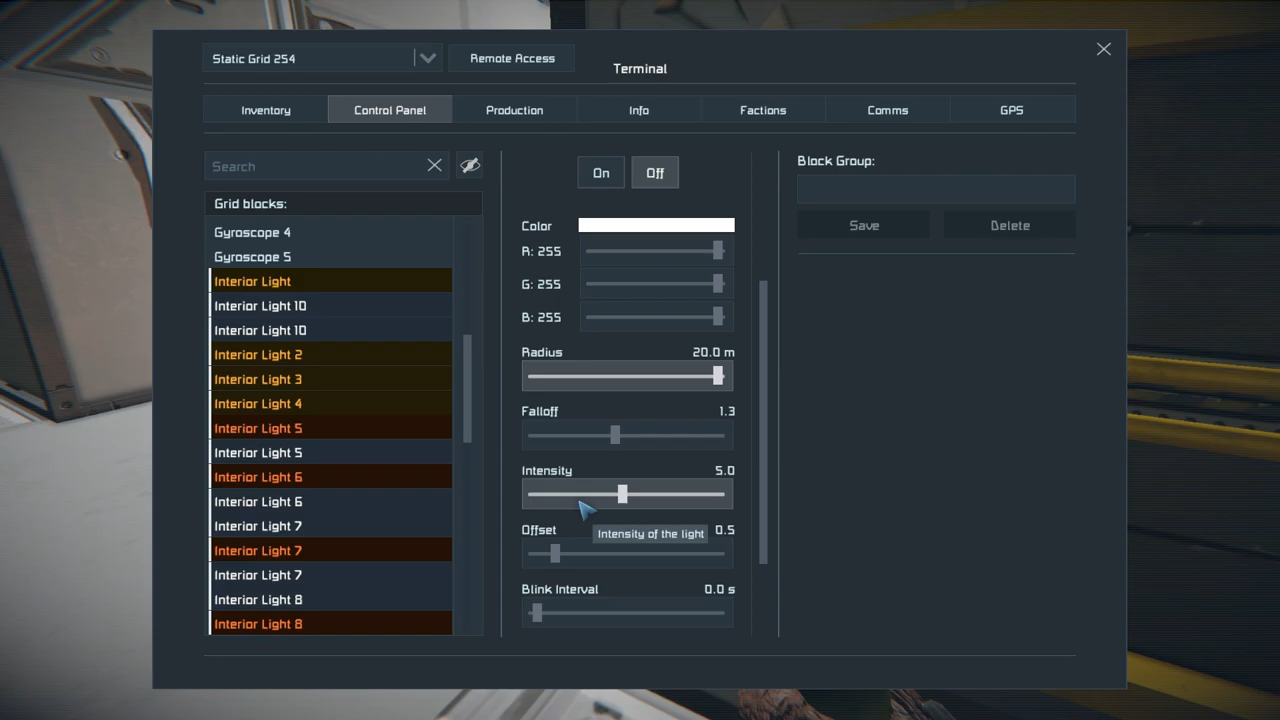 Static Grid 254
Remote Access
Terminal
Inventory
Control Panel
Production
Info
Factions
Comms
GPS
Search
Grid blocks:
Gyroscope 4
Gyroscope 5
Interior Light
Interior Light 10
Interior Light 10
Interior Light 2
Interior Light 3
Interior Light 4
Interior Light 5
Interior Light 5
Interior Light 6
Interior Light 6
Interior Light 7
Interior Light 7
Interior Light 7
Interior Light 8
Interior Light 8
On
Off
Color
R: 255
G: 255
B: 255
Radius 20.0 m
Falloff 1.3
Intensity 5.0
Offset 0.5
Intensity of the light
Blink Interval 0.0 s
Block Group:
Save
Delete